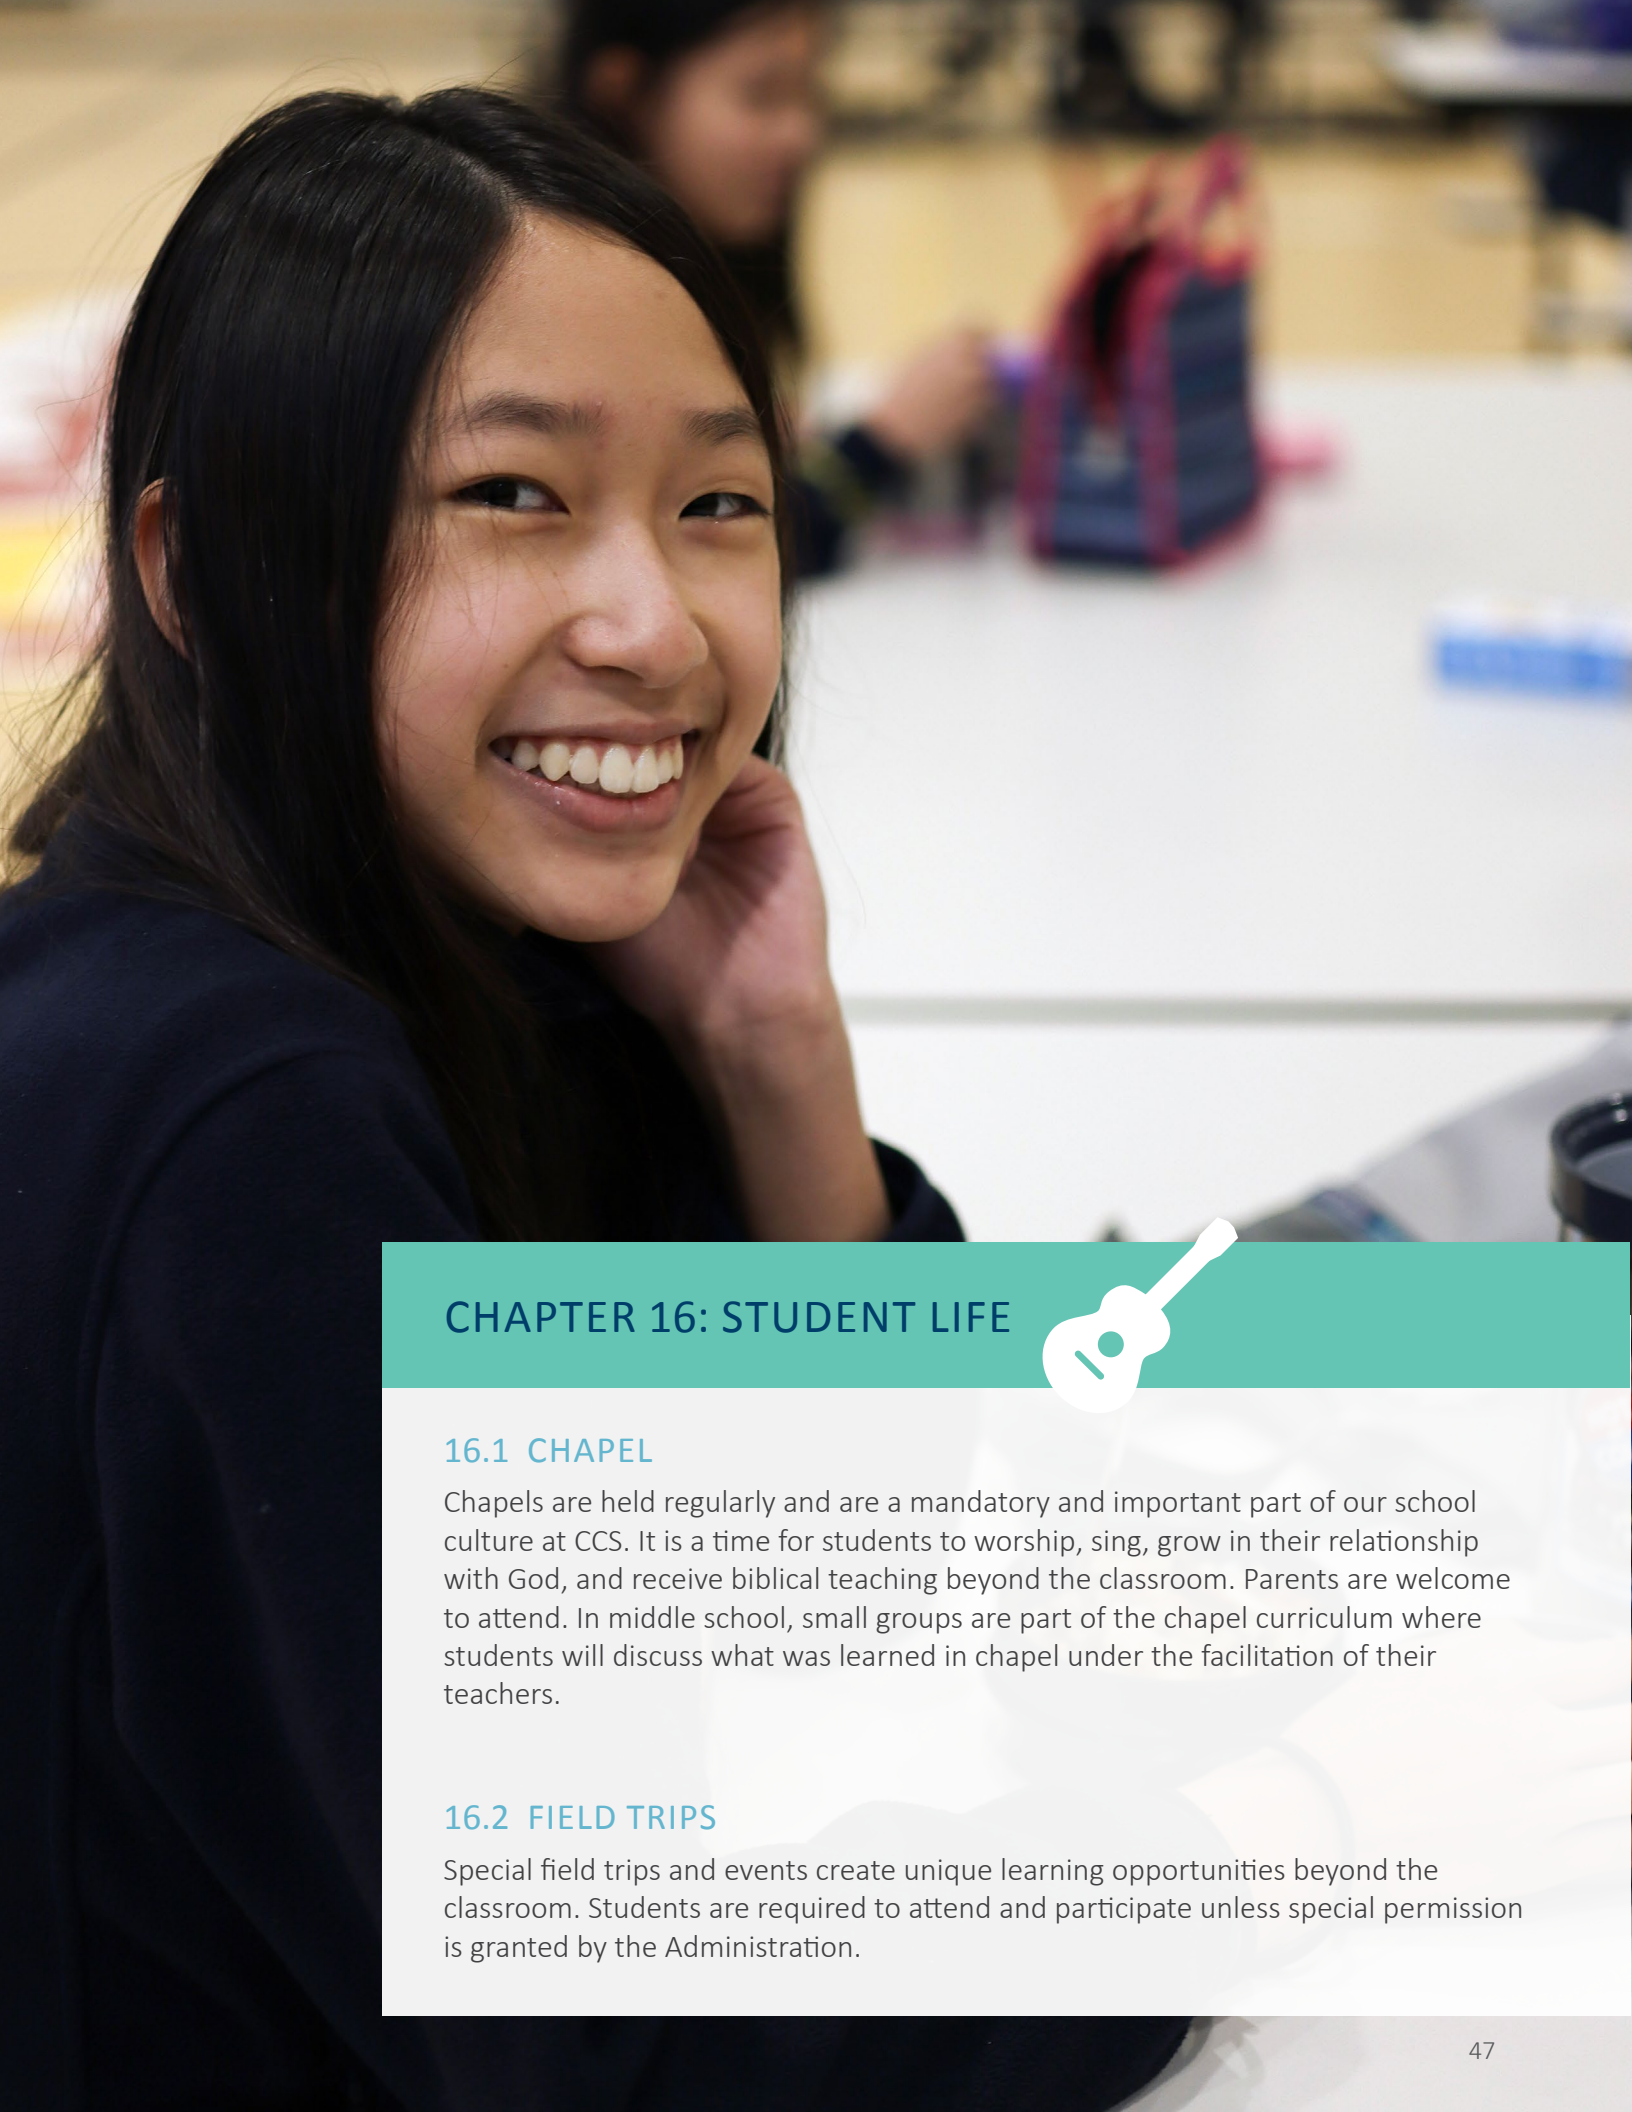 CHAPTER 16: STUDENT LIFE
16.1 CHAPEL
Chapels are held regularly and are a mandatory and important part of our school
culture at CCS. It is a time for students to worship, sing, grow in their relationship
with God, and receive biblical teaching beyond the classroom. Parents are welcome
to attend. In middle school, small groups are part of the chapel curriculum where
students will discuss what was learned in chapel under the facilitation of their
teachers.
16.2 FIELD TRIPS
Special field trips and events create unique learning opportunities beyond the
classroom. Students are required to attend and participate unless special permission
is granted by the Administration.
47